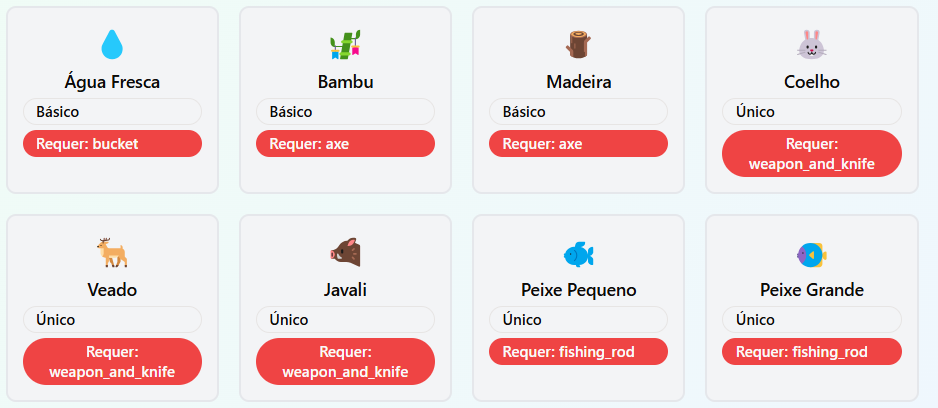 Água Fresca
Básico
Requer: bucket
Bambu
Básico
Requer: axe
Madeira
Básico
Requer: axe
Coelho
Único
Requer:
weapon_and_knife
Veado
Único
Requer:
weapon_and_knife
Javali
Único
Requer:
weapon_and_knife
Peixe Pequeno
Único
Requer: fishing_rod
Peixe Grande
Único
Requer: fishing_rod